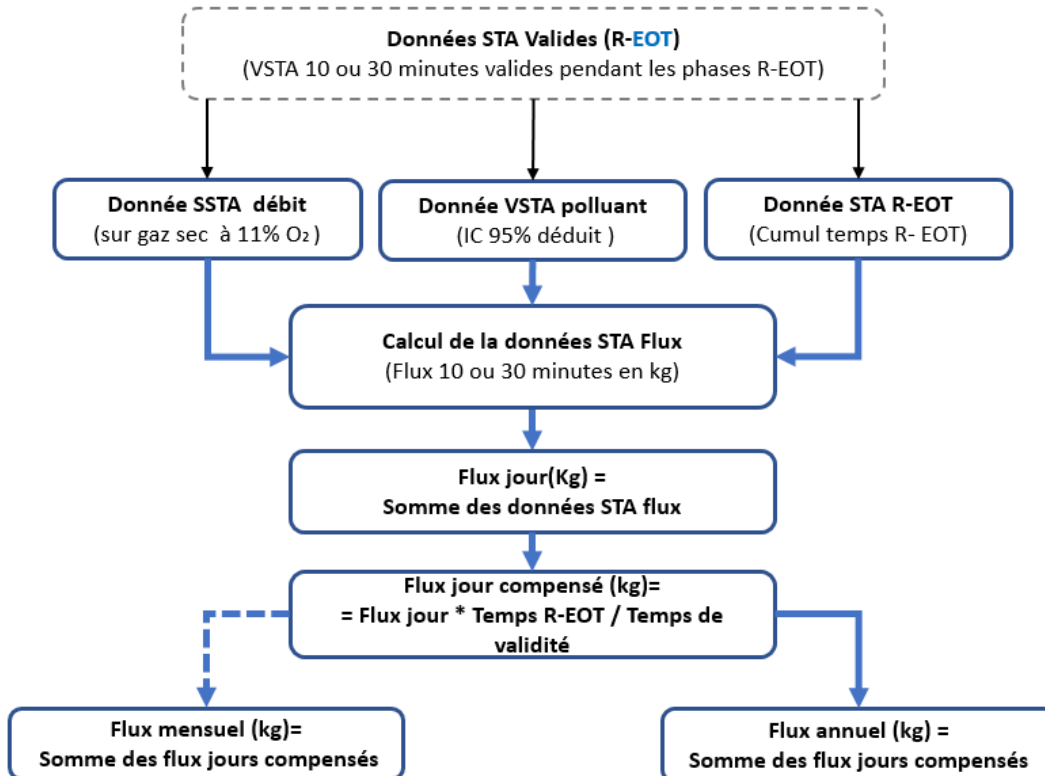 Données STA Valides (R-EOT)
(VSTA 10 ou 30 minutes valides pendant les phases R-EOT)
Donnée SSTA débit
(sur gaz sec à 11% O₂ )
Donnée VSTA polluant
(IC 95% déduit )
Donnée STA R-EOT
(Cumul temps R- EOT)
Calcul de la données STA Flux
(Flux 10 ou 30 minutes en kg)
Flux jour(Kg) =
Somme des données STA flux
Flux jour compensé (kg)=
= Flux jour * Temps R-EOT / Temps de
validité
Flux mensuel (kg)=
Somme des flux jours compensés
Flux annuel (kg) =
Somme des flux jours compensés